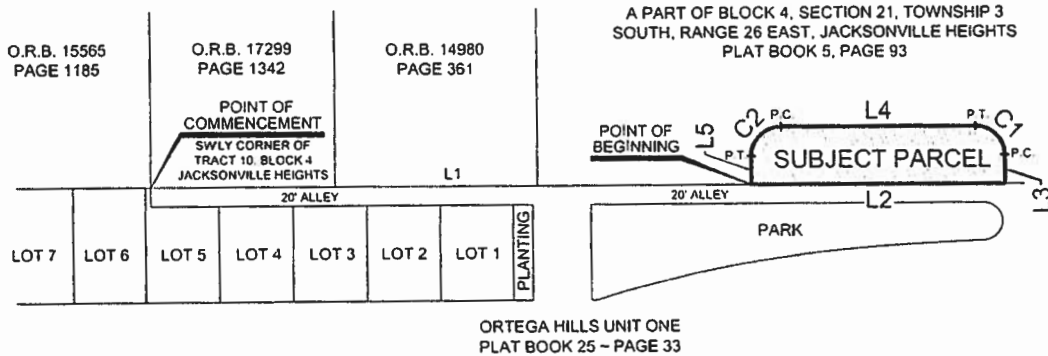 A PART OF BLOCK 4, SECTION 21, TOWNSHIP 3
SOUTH, RANGE 26 EAST, JACKSONVILLE HEIGHTS
PLAT BOOK 5, PAGE 93
O.R.B. 15565
PAGE 1185
O.R.B. 17299
PAGE 1342
O.R.B. 14980
PAGE 361
POINT OF
COMMENCEMENT
SWLY CORNER OF
TRACT 10, BLOCK 4
JACKSONVILLE HEIGHTS
L1
POINT OF
BEGINNING
L5
C2
P.C.
L4
P.T.
C1
P.T.
SUBJECT PARCEL
P.C.
L3
20' ALLEY
20' ALLEY
L2
LOT 7
LOT 6
LOT 5
LOT 4
LOT 3
LOT 2
LOT 1
PLANTING
PARK
ORTEGA HILLS UNIT ONE
PLAT BOOK 25 ~ PAGE 33